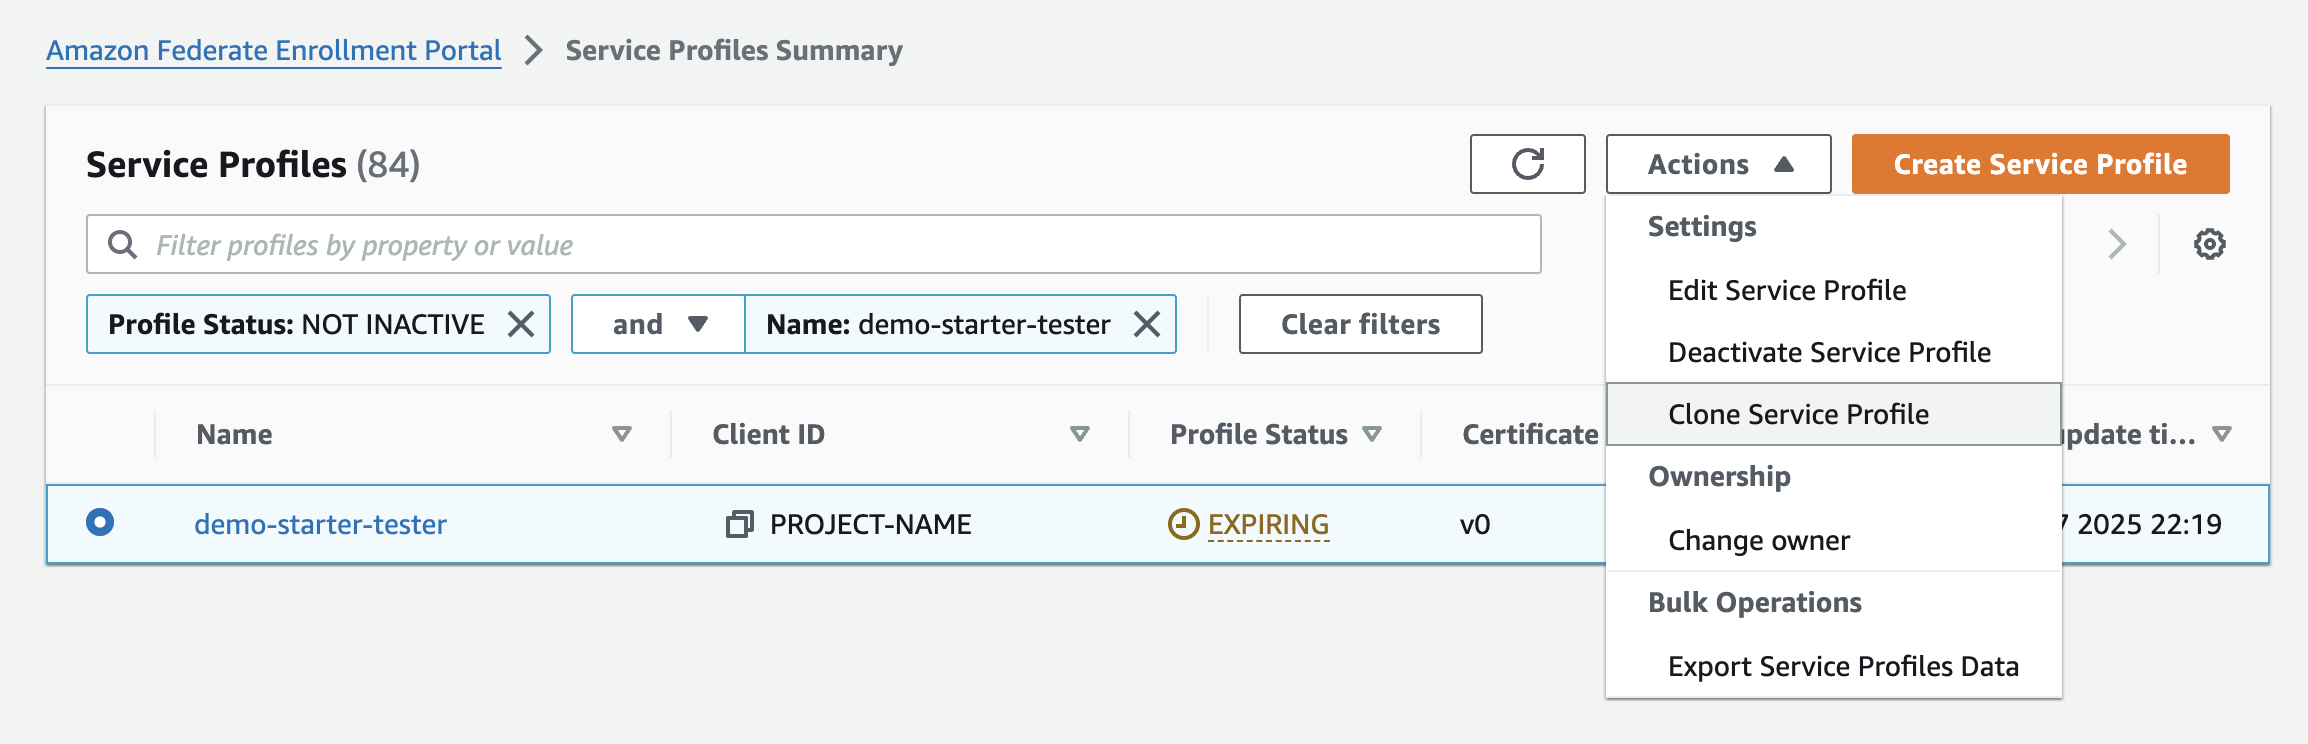 Amazon Federate Enrollment Portal > Service Profiles Summary
Service Profiles (84)
Actions
Create Service Profile
Filter profiles by property or value
Profile Status: NOT INACTIVE
and
Name: demo-starter-tester
Clear filters
Settings
Edit Service Profile
Deactivate Service Profile
Clone Service Profile
Ownership
Change owner
Bulk Operations
Export Service Profiles Data
Name Client ID Profile Status Certificate update ti...
demo-starter-tester PROJECT-NAME EXPIRING v0 2025 22:19